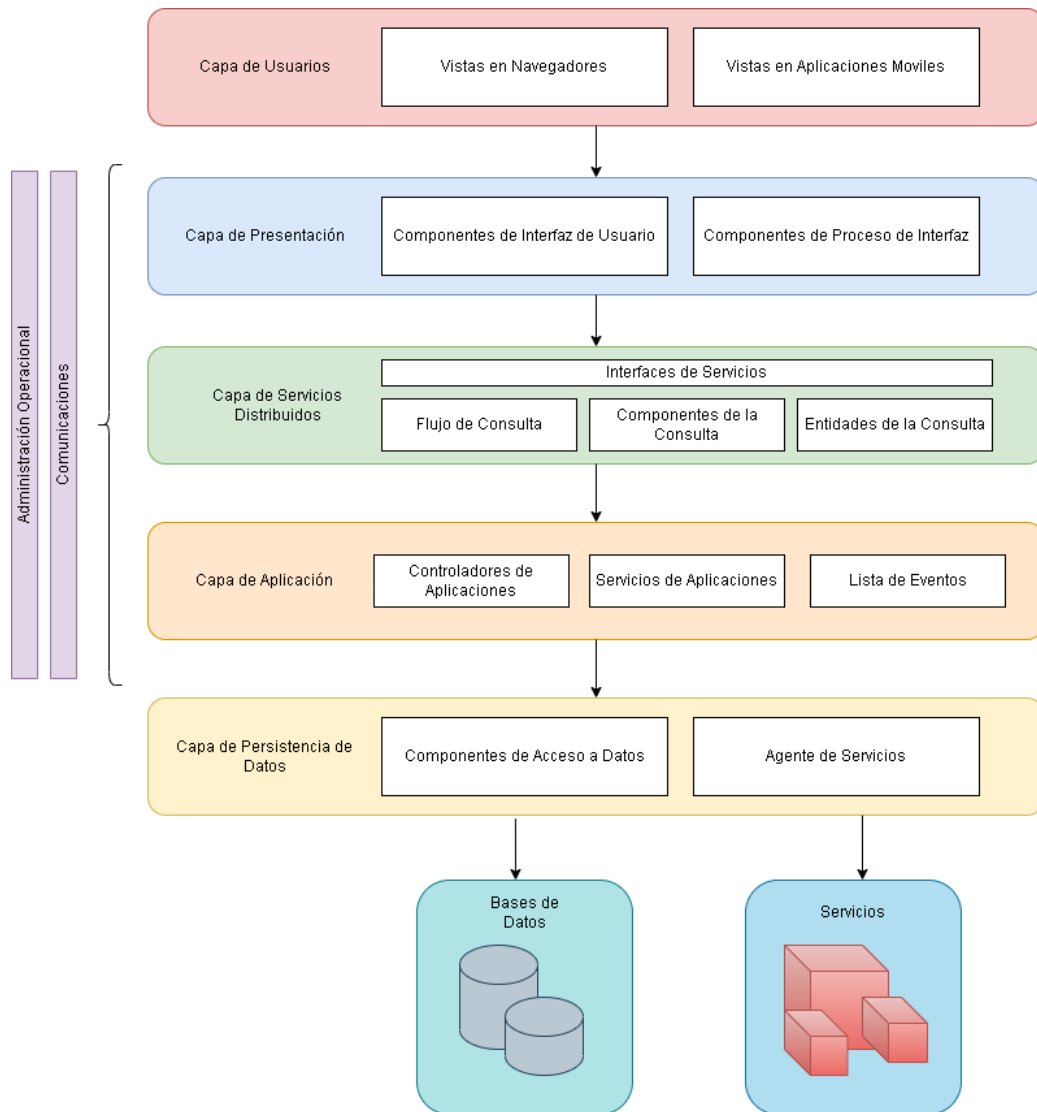 Capa de Usuarios
Vistas en Navegadores
Vistas en Aplicaciones Moviles
Administración Operacional
Comunicaciones
Capa de Presentación
Componentes de Interfaz de Usuario
Componentes de Proceso de Interfaz
Capa de Servicios
Distribuidos
Interfaces de Servicios
Flujo de Consulta
Componentes de la
Consulta
Entidades de la Consulta
Capa de Aplicación
Controladores de
Aplicaciones
Servicios de Aplicaciones
Lista de Eventos
Capa de Persistencia de
Datos
Componentes de Acceso a Datos
Agente de Servicios
Bases de
Datos
Servicios